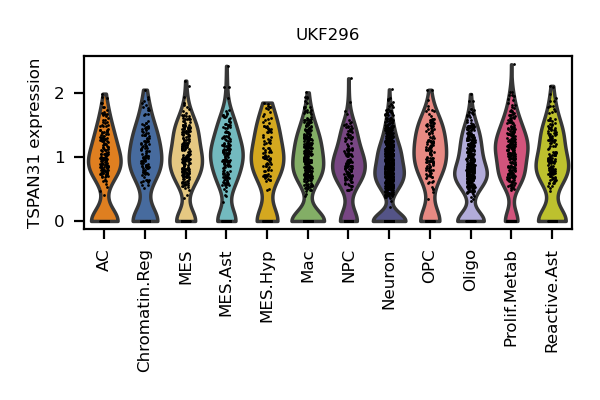 UKF296
TSPAN31 expression
2
1
0
AC
Chromatin.Reg
MES
MES.Ast
MES.Hyp
Mac
NPC
Neuron
OPC
Oligo
Prolif.Metab
Reactive.Ast